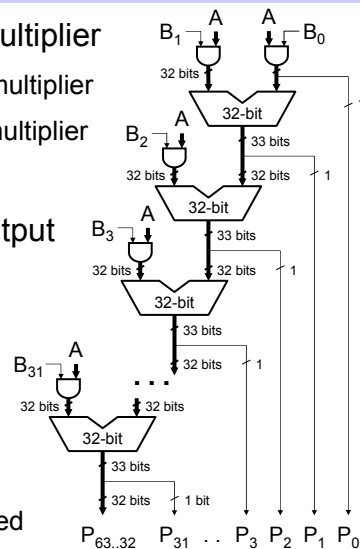 ultiplier
multiplier
multiplier
tput
ed
B1 A A B0
32 bits
32-bit
33 bits
B2 A
32 bits 32 bits 1
32-bit
33 bits
B3 A
32 bits 32 bits 1
32-bit
33 bits
32 bits 1
B31 A . . .
32 bits 32 bits
32-bit
33 bits
32 bits 1 bit
P63..32 P31 . . P3 P2 P1 P0